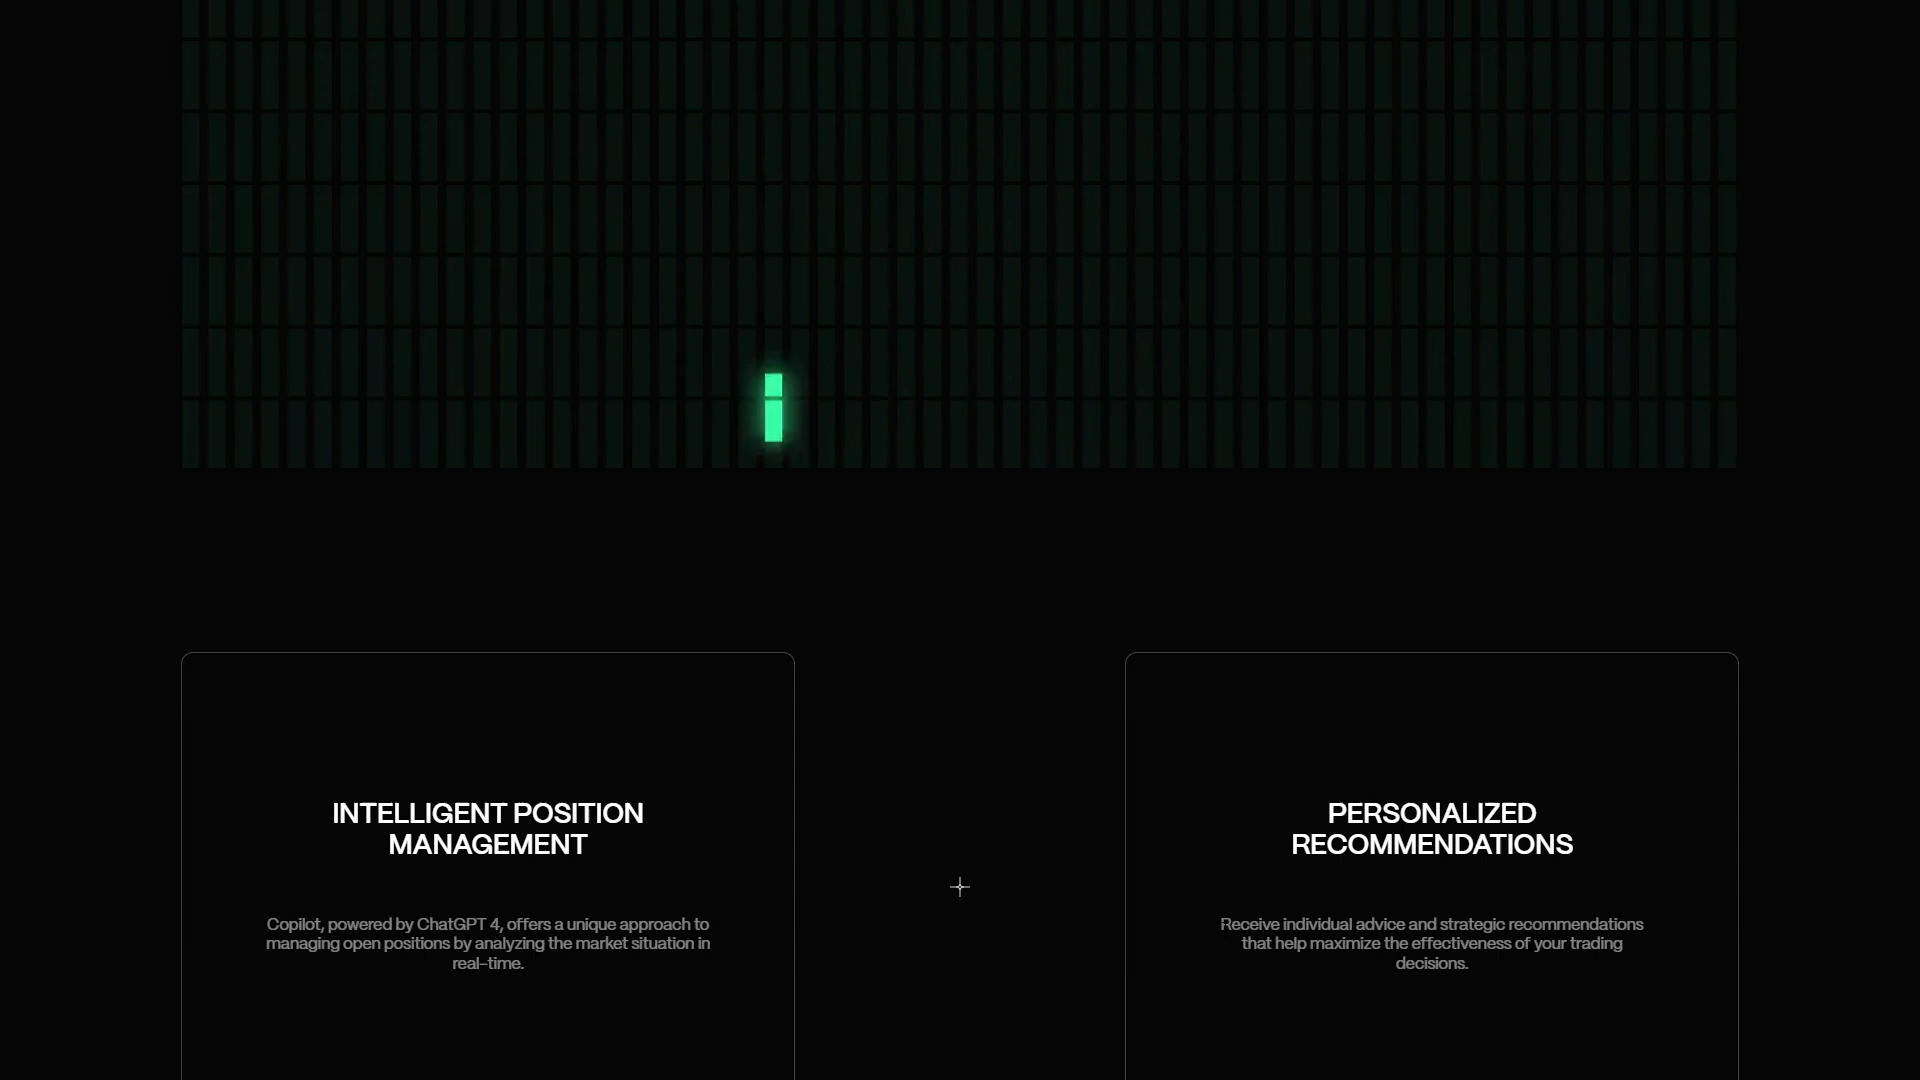 INTELLIGENT POSITION
MANAGEMENT
Copilot, powered by ChatGPT 4, offers a unique approach to
managing open positions by analyzing the market situation in
real-time.
PERSONALIZED
RECOMMENDATIONS
Receive individual advice and strategic recommendations
that help maximize the effectiveness of your trading
decisions.